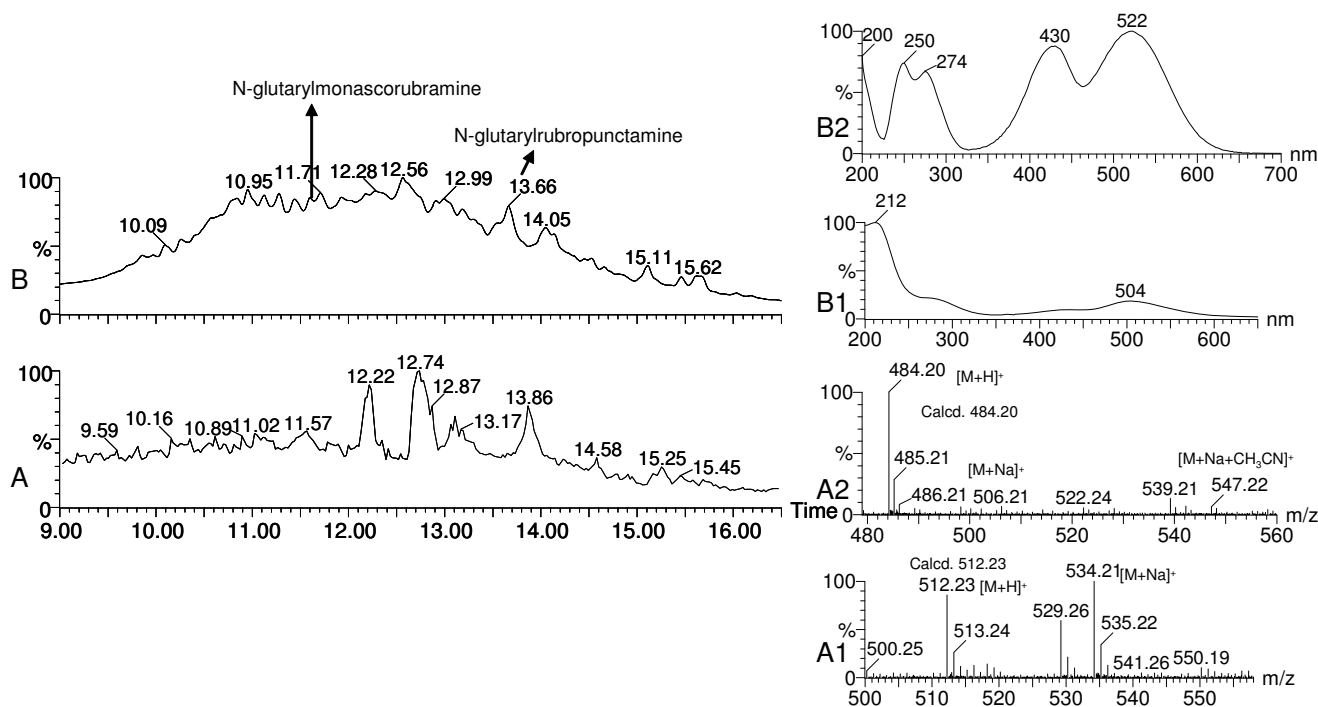 N-glutarylmonascorubramine
N-glutarylrubropunctamine
100
%
0
B
10.09
10.95
11.71
12.28
12.56
12.99
13.66
14.05
15.11
15.62
100
%
0
A
9.59
10.16
10.89
11.02
11.57
12.22
12.74
12.87
13.17
13.86
14.58
15.25
15.45
9.00 10.00 11.00 12.00 13.00 14.00 15.00 16.00
Time
100
%
0
B2
200
250
274
430
522
200 300 400 500 600 700 nm
100
%
0
B1
212
504
200 300 400 500 600 nm
100
%
0
A2
484.20 [M+H]+
Calcd. 484.20
485.21
486.21
[M+Na]+
506.21
522.24
539.21
[M+Na+CH3CN]+
547.22
480 500 520 540 560 m/z
100
%
0
A1
Calcd. 512.23
512.23 [M+H]+
500.25
513.24
529.26
534.21 [M+Na]+
535.22
541.26
550.19
500 510 520 530 540 550 m/z